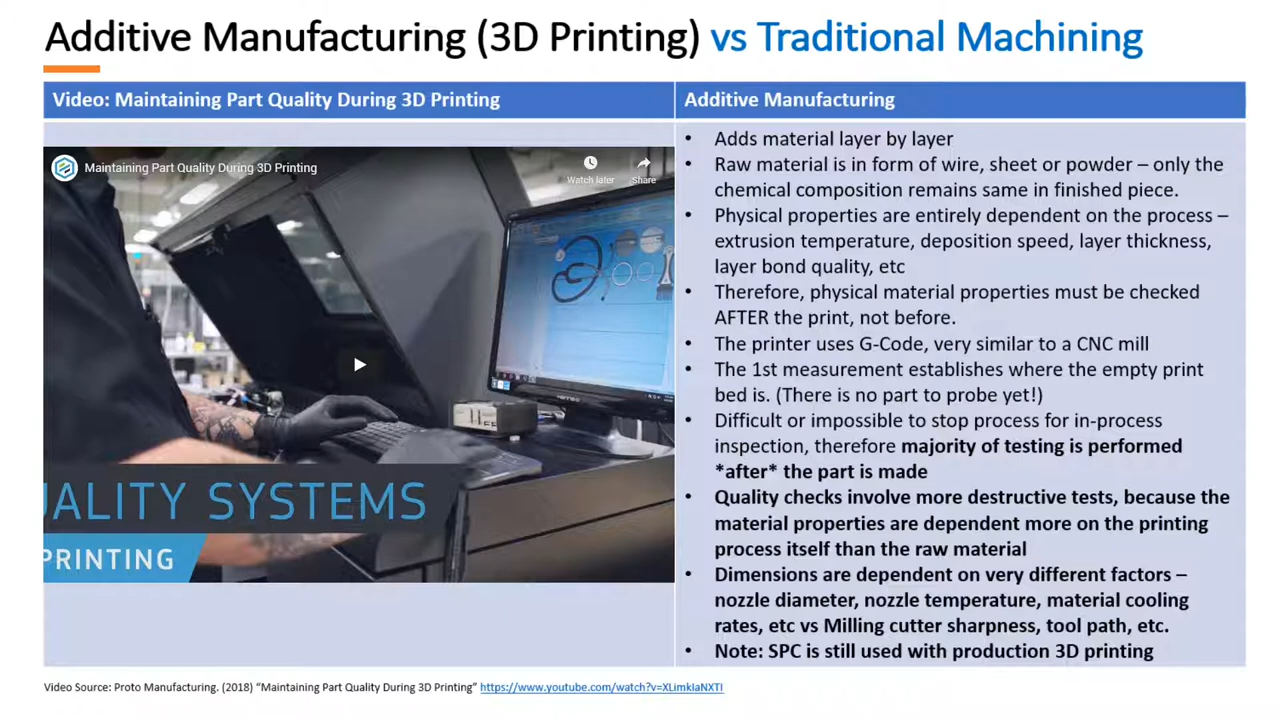 Additive Manufacturing (3D Printing) vs Traditional Machining
Video: Maintaining Part Quality During 3D Printing
Maintaining Part Quality During 3D Printing
Watch later
Share
UALITY SYSTEMS
PRINTING
Additive Manufacturing
• Adds material layer by layer
• Raw material is in form of wire, sheet or powder – only the
chemical composition remains same in finished piece.
• Physical properties are entirely dependent on the process –
extrusion temperature, deposition speed, layer thickness,
layer bond quality, etc
• Therefore, physical material properties must be checked
AFTER the print, not before.
• The printer uses G-Code, very similar to a CNC mill
• The 1st measurement establishes where the empty print
bed is. (There is no part to probe yet!)
• Difficult or impossible to stop process for in-process
inspection, therefore majority of testing is performed
*after* the part is made
• Quality checks involve more destructive tests, because the
material properties are dependent more on the printing
process itself than the raw material
• Dimensions are dependent on very different factors –
nozzle diameter, nozzle temperature, material cooling
rates, etc vs Milling cutter sharpness, tool path, etc.
• Note: SPC is still used with production 3D printing
Video Source: Proto Manufacturing. (2018) “Maintaining Part Quality During 3D Printing” https://www.youtube.com/watch?v=XLimkIaNXTI